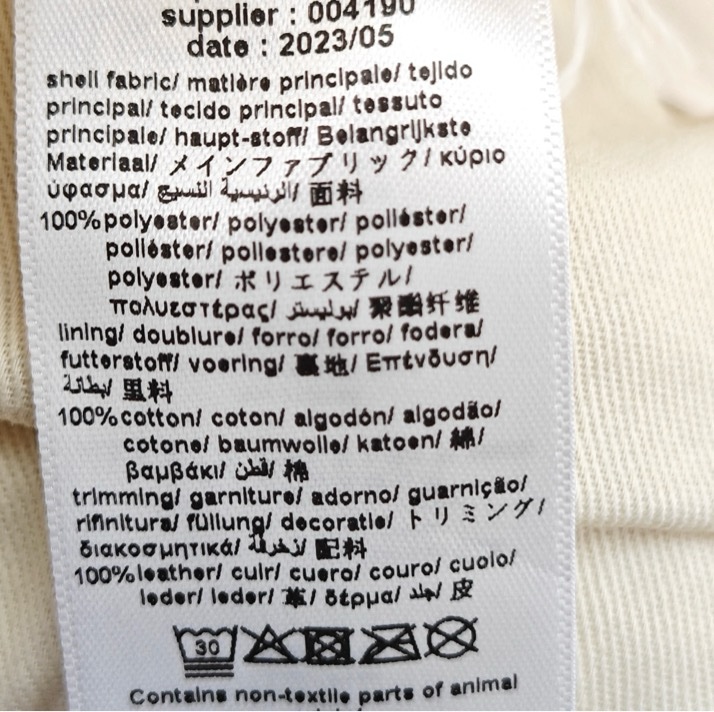 supplier : 004190
date : 2023/05
shell fabric/ matière principale/ tejido
principal/ tecido principal/ tessuto
principale/ haupt-stoff/ Belangrijkste
Materiaal/ メインファブリック/ κύριο
ύφασμα/ الرئيسية النسيج/ 面料
100%polyester/ polyester/ poliéster/
poliéster/ poliestere/ polyester/
polyester/ ポリエステル/
πολυεστέρας/ بوليستر/ 聚酯纤维
lining/ doublure/ forro/ forro/ fodera/
futterstoff/ voering/ 裏地/ Επένδυση/
بطانة/ 里料
100%cotton/ coton/ algodón/ algodão/
cotone/ baumwolle/ katoen/ 綿/
βαμβάκι/ قطن/ 棉
trimming/ garniture/ adorno/ guarnição/
rifinitura/ füllung/ decoratie/ トリミング/
διακοσμητικά/ زخرفة/ 配料
100%leather/ cuir/ cuero/ couro/ cuoio/
leder/ leder/ 革/ δέρμα/ جلد/ 皮
30
Contains non-textile parts of animal